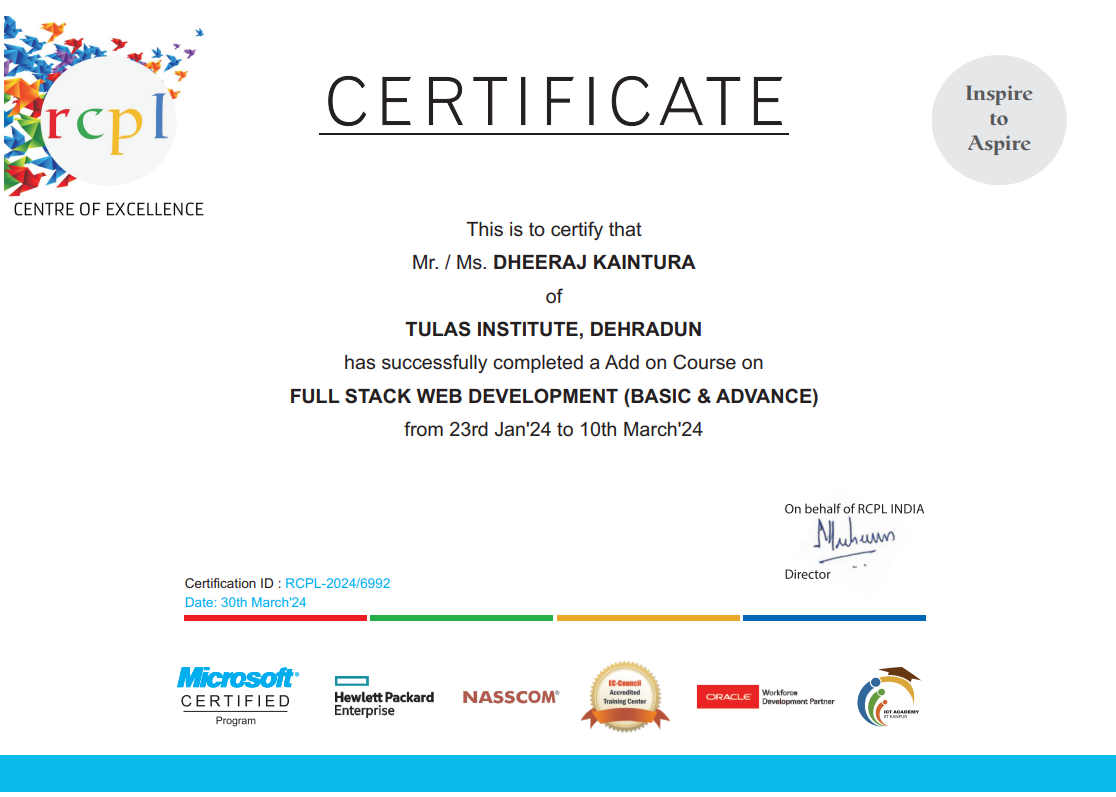 rcpl
CENTRE OF EXCELLENCE
CERTIFICATE
Inspire
to
Aspire
This is to certify that
Mr. / Ms. DHEERAJ KAINTURA
of
TULAS INSTITUTE, DEHRADUN
has successfully completed a Add on Course on
FULL STACK WEB DEVELOPMENT (BASIC & ADVANCE)
from 23rd Jan'24 to 10th March'24
On behalf of RCPL INDIA
Director
Certification ID : RCPL-2024/6992
Date: 30th March'24
Microsoft®
CERTIFIED
Program
Hewlett Packard
Enterprise
NASSCOM®
EC-Council
Accredited
Training Center
ORACLE
Workforce
Development Partner
ICT ACADEMY
IIT KANPUR